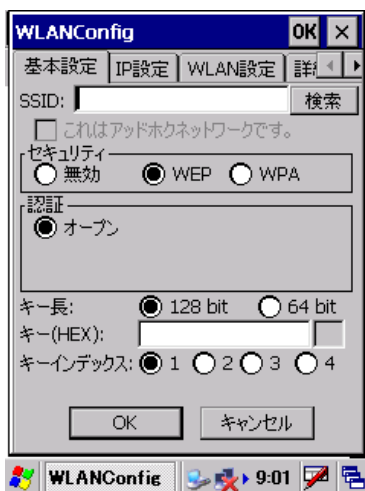 WLANConfig OK ×
基本設定 IP設定 WLAN設定 詳
SSID: 検索
これはアッドホクネットワークです。
セキュリティ
無効 WEP WPA
認証
オープン
キー長: 128 bit 64 bit
キー(HEX):
キーインデックス: 1 2 3 4
OK キャンセル
WLANConfig 9:01